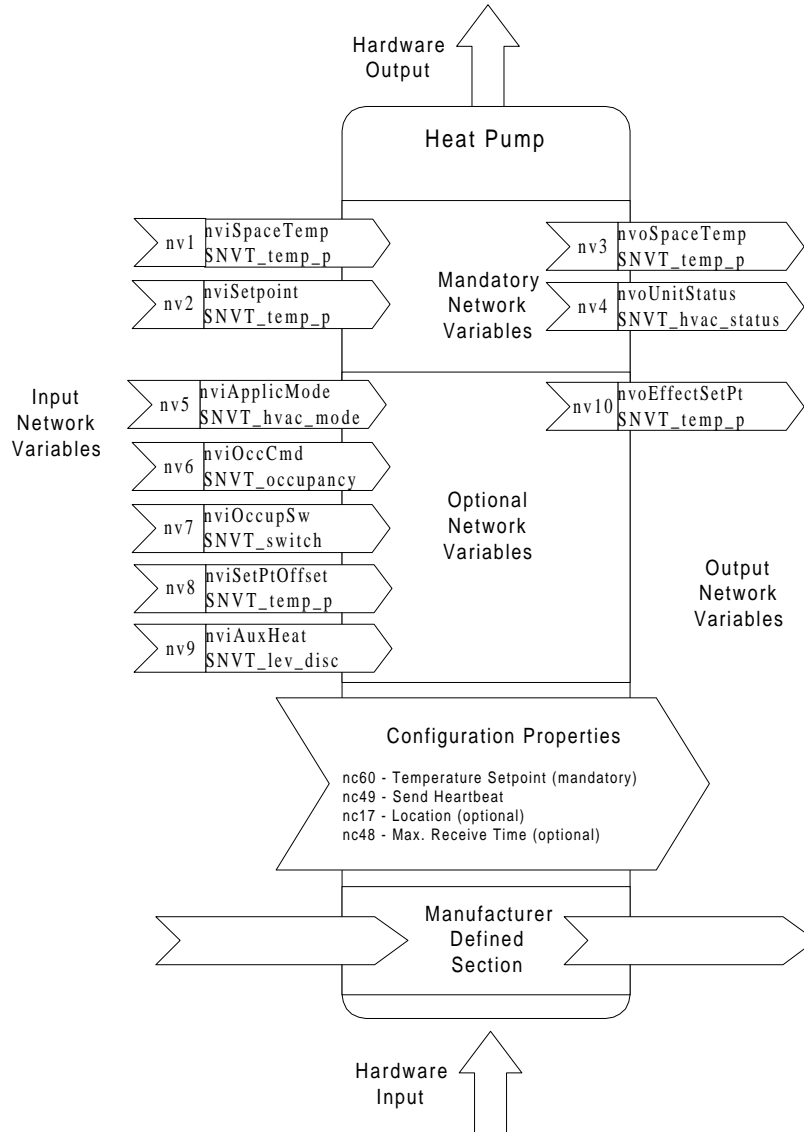 Hardware
Output
Heat Pump
nv1
nviSpaceTemp
SNVT_temp_p
nv2
nviSetpoint
SNVT_temp_p
Mandatory
Network
Variables
nv3
nvoSpaceTemp
SNVT_temp_p
nv4
nvoUnitStatus
SNVT_hvac_status
Input
Network
Variables
nv5
nviApplicMode
SNVT_hvac_mode
nv6
nviOccCmd
SNVT_occupancy
nv7
nviOccupSw
SNVT_switch
nv8
nviSetPtOffset
SNVT_temp_p
nv9
nviAuxHeat
SNVT_lev_disc
Optional
Network
Variables
nv10
nvoEffectSetPt
SNVT_temp_p
Output
Network
Variables
Configuration Properties
nc60 - Temperature Setpoint (mandatory)
nc49 - Send Heartbeat
nc17 - Location (optional)
nc48 - Max. Receive Time (optional)
Manufacturer
Defined
Section
Hardware
Input